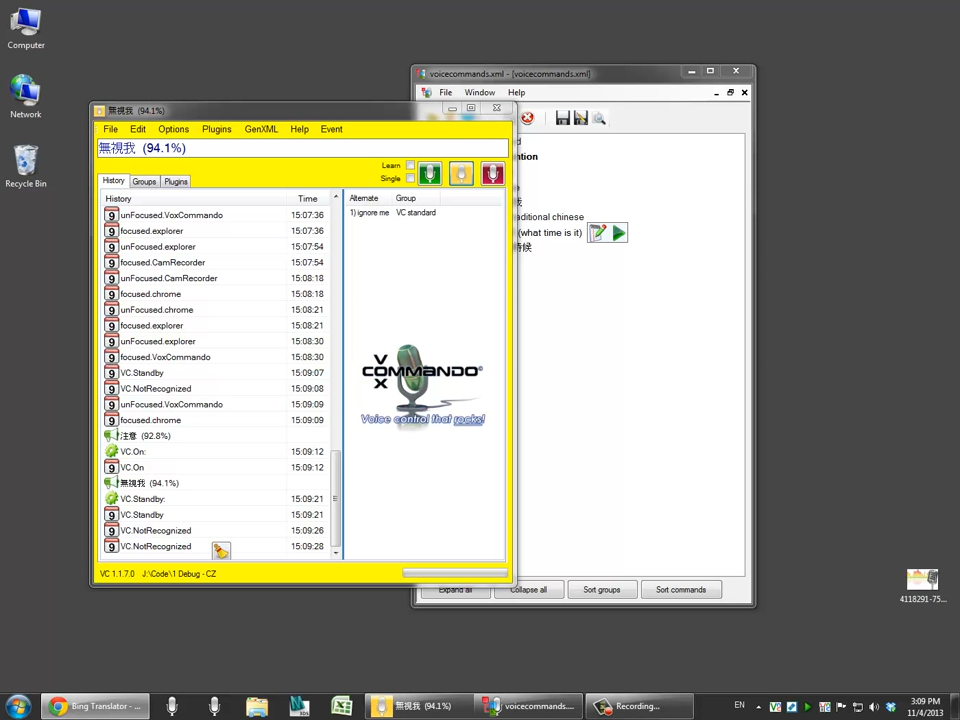 Computer
Network
Recycle Bin
voicecommands.xml - [voicecommands.xml]
File Window Help
無視我 (94.1%)
File Edit Options Plugins GenXML Help Event
無視我 (94.1%)
Learn
Single
History Groups Plugins
History Time
Alternate Group
1) ignore me VC standard
unFocused.VoxCommando 15:07:36
focused.explorer 15:07:36
unFocused.explorer 15:07:54
focused.CamRecorder 15:07:54
unFocused.CamRecorder 15:08:18
focused.chrome 15:08:18
unFocused.chrome 15:08:21
focused.explorer 15:08:21
unFocused.explorer 15:08:30
focused.VoxCommando 15:08:30
VC.Standby 15:09:07
VC.NotRecognized 15:09:08
unFocused.VoxCommando 15:09:09
focused.chrome 15:09:09
注意 (92.8%)
VC.On: 15:09:12
VC.On 15:09:12
無視我 (94.1%)
VC.Standby: 15:09:21
VC.Standby 15:09:21
VC.NotRecognized 15:09:26
VC.NotRecognized 15:09:28
VOX
COMMANDO©
Voice control that rocks!
VC 1.1.7.0 J:\Code\1 Debug - CZ
d
ntion
e
我
aditional chinese
(what time is it)
時候
Expand all Collapse all Sort groups Sort commands
4118291-75...
Bing Translator - ...
無視我 (94.1%)
voicecommands....
Recording...
EN
3:09 PM
11/4/2013